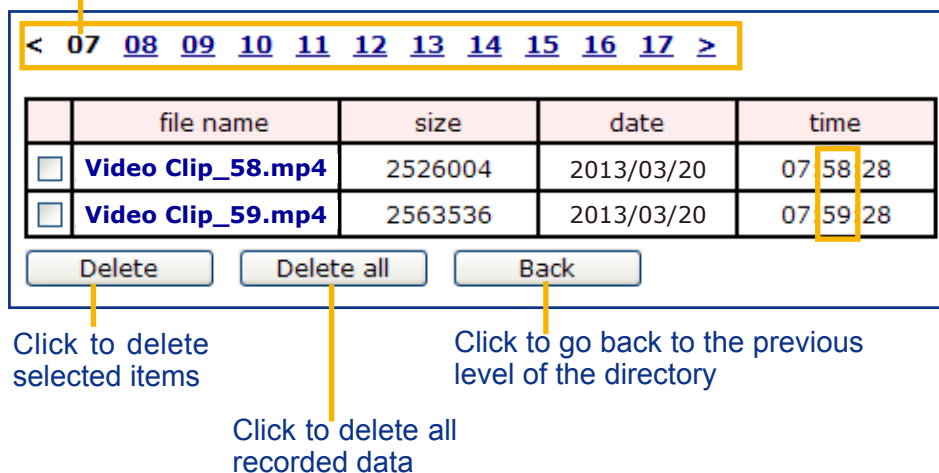 < 07 08 09 10 11 12 13 14 15 16 17 >
file name size date time
Video Clip_58.mp4 2526004 2013/03/20 07:58:28
Video Clip_59.mp4 2563536 2013/03/20 07:59:28
Delete Delete all Back
Click to delete
selected items
Click to go back to the previous
level of the directory
Click to delete all
recorded data